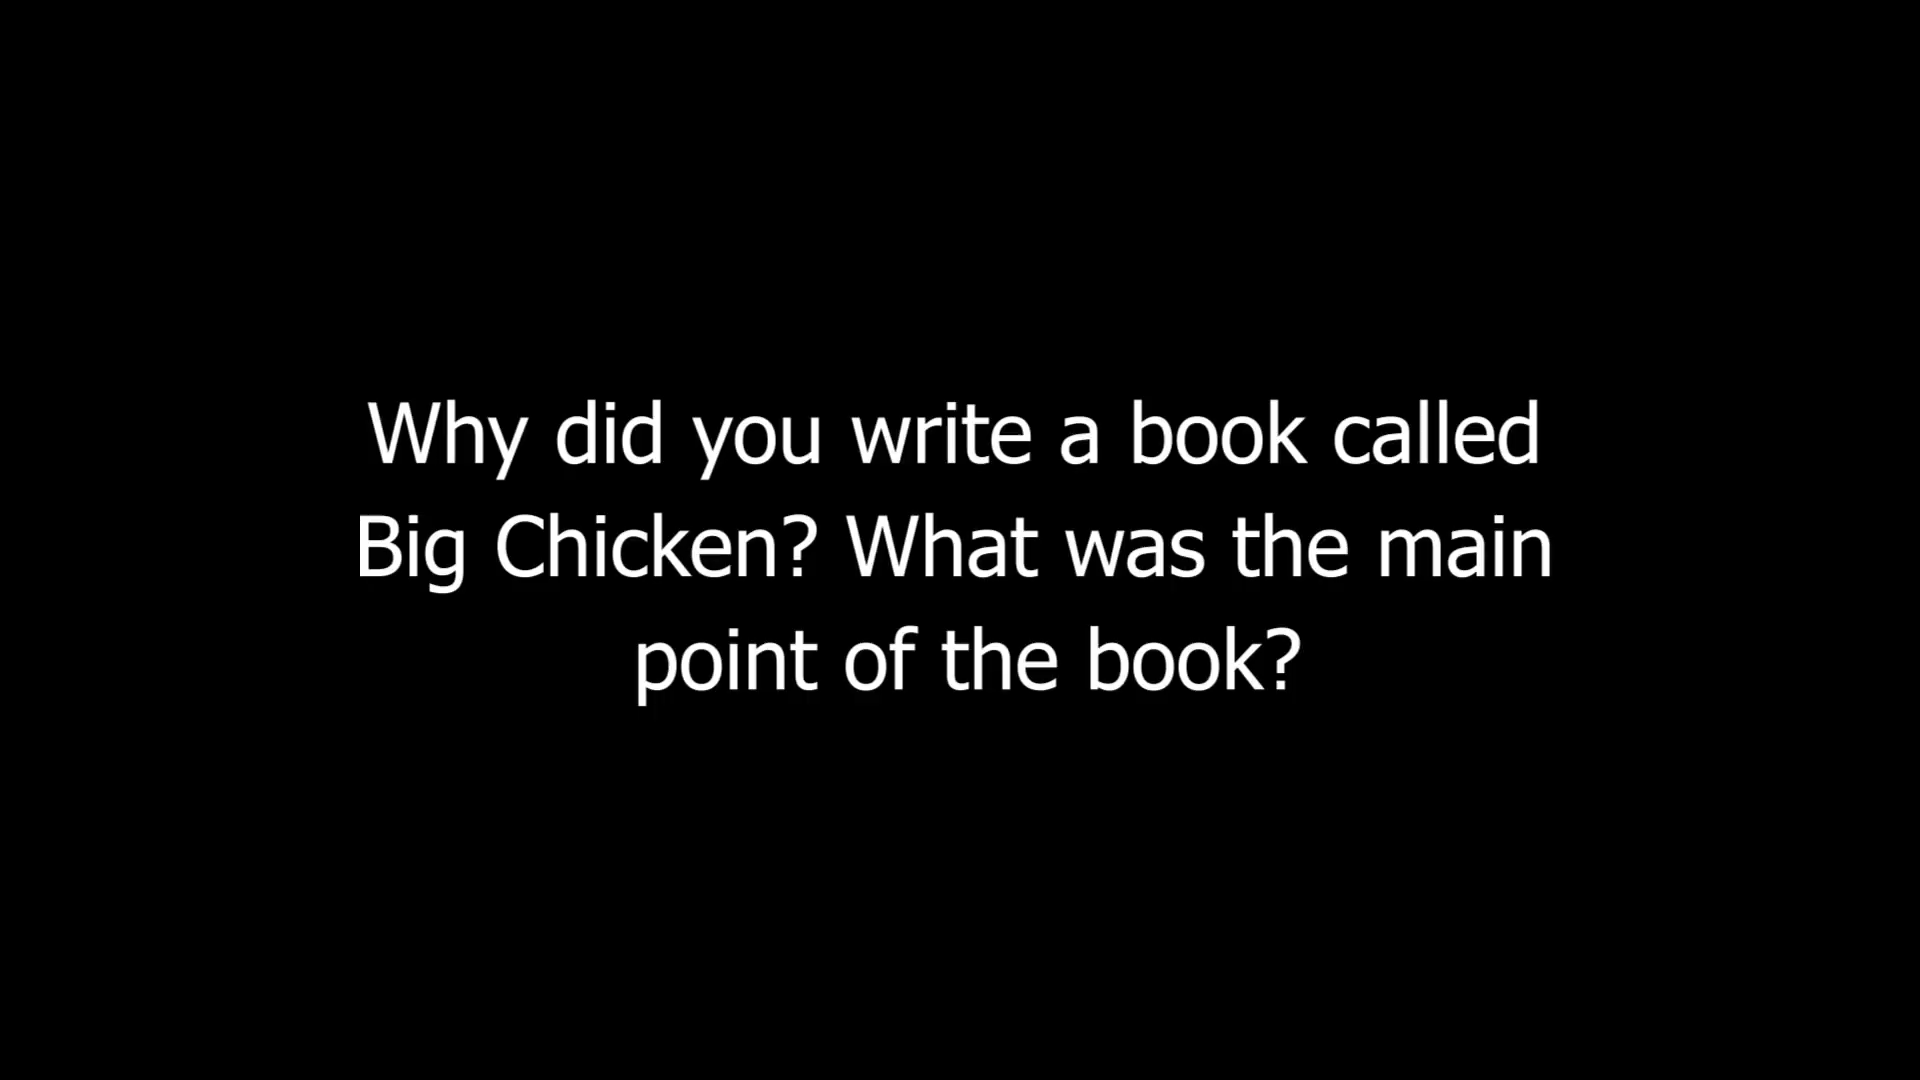 Why did you write a book called
Big Chicken? What was the main
point of the book?